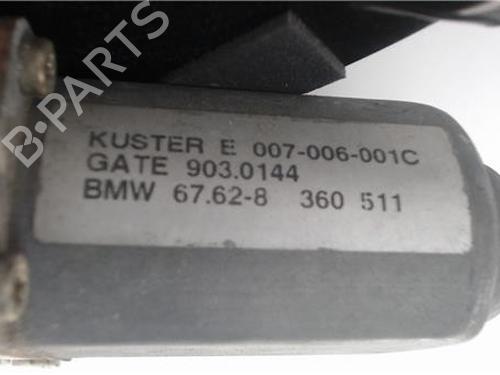 B-PARTS
KUSTER E 007-006-001C
GATE 903.0144
BMW 67.62-8 360 511